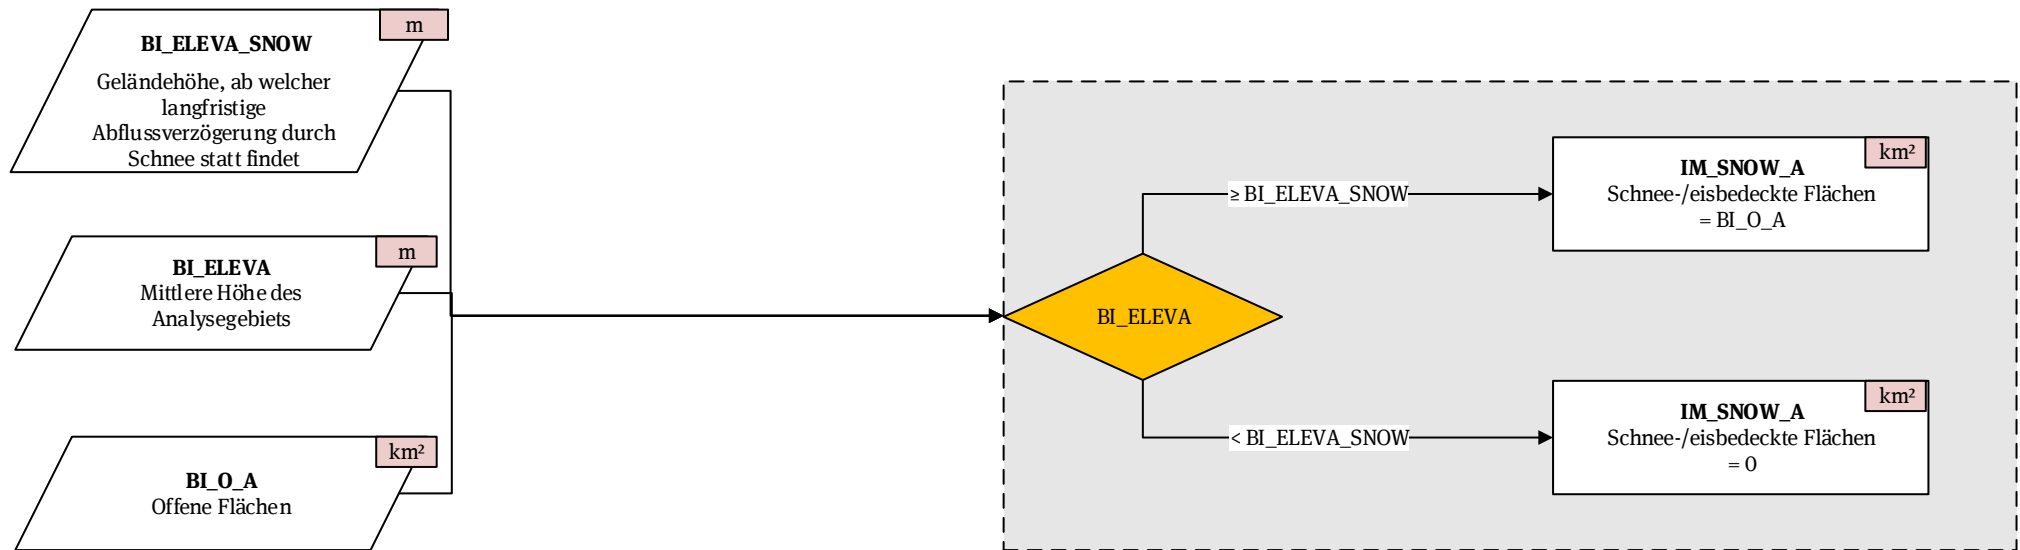 m
BI_ELEVA_SNOW
Geländehöhe, ab welcher
langfristige
Abflussverzögerung durch
Schnee statt findet
m
BI_ELEVA
Mittlere Höhe des
Analysegebiets
km²
BI_O_A
Offene Flächen
BI_ELEVA
≥ BI_ELEVA_SNOW
km²
IM_SNOW_A
Schnee-/eisbedeckte Flächen
= BI_O_A
< BI_ELEVA_SNOW
km²
IM_SNOW_A
Schnee-/eisbedeckte Flächen
= 0